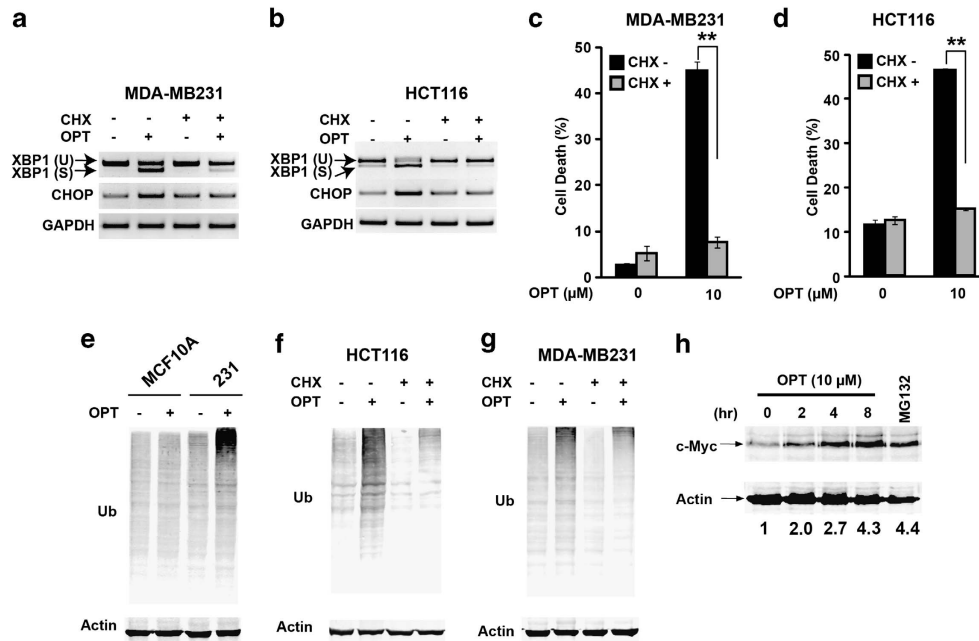 a
MDA-MB231
CHX - - + +
OPT - + - +
XBP1 (U)
XBP1 (S)
CHOP
GAPDH
b
HCT116
CHX - - + +
OPT - + - +
XBP1 (U)
XBP1 (S)
CHOP
GAPDH
c
MDA-MB231
**
CHX -
CHX +
Cell Death (%)
50
40
30
20
10
0
OPT (µM) 0 10
d
HCT116
**
CHX -
CHX +
Cell Death (%)
50
40
30
20
10
0
OPT (µM) 0 10
e
MCF10A 231
OPT - + - +
Ub
Actin
f
HCT116
CHX - - + +
OPT - + - +
Ub
Actin
g
MDA-MB231
CHX - - + +
OPT - + - +
Ub
Actin
h
OPT (10 µM)
(hr) 0 2 4 8 MG132
c-Myc
Actin
1 2.0 2.7 4.3 4.4